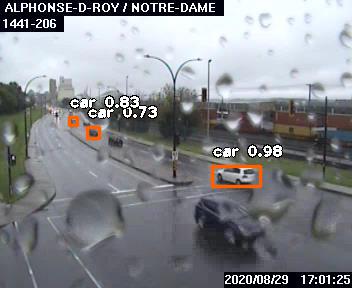 ALPHONSE-D-ROY / NOTRE-DAME
1441-206
car 0.83
car 0.73
car 0.98
2020/08/29 17:01:25